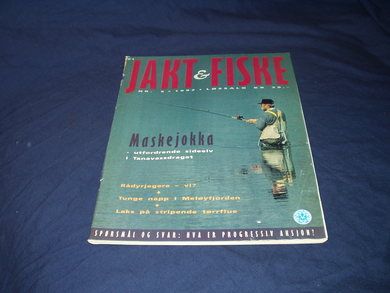 JAKT & FISKE
Maskejokka
- utfordrende sideelv
i Tanavassdraget
Rådyrjegere - vi?
+
Tunge napp i Meløyfjorden
+
Laks på stripende tørrflue
SPØRSMÅL OG SVAR: HVA ER PROGRESSIV AKSJON?